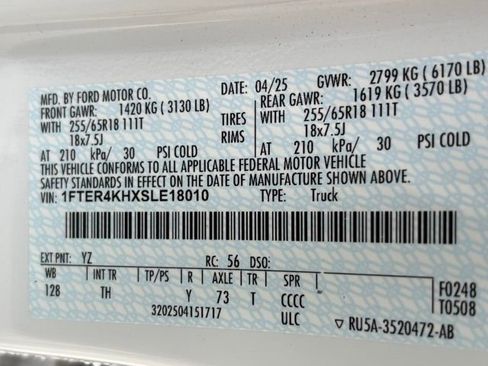 MFD. BY FORD MOTOR CO. DATE: 04/25 GVWR: 2799 KG ( 6170 LB)
FRONT GAWR: 1420 KG ( 3130 LB) REAR GAWR: 1619 KG ( 3570 LB)
WITH 255/65R18 111T TIRES WITH 255/65R18 111T
18x7.5J RIMS 18x7.5J
AT 210 kPa/ 30 PSI COLD AT 210 kPa/ 30 PSI COLD
THIS VEHICLE CONFORMS TO ALL APPLICABLE FEDERAL MOTOR VEHICLE
SAFETY STANDARDS IN EFFECT ON THE DATE OF MANUFACTURE SHOWN ABOVE.
VIN: 1FTER4KHXSLE18010 TYPE: Truck
EXT PNT: YZ RC: 56 DSO:
WB INT TR TP/PS R AXLE TR SPR
128 TH Y 73 T CCCC
ULC
3202504151717
F0248
T0508
▽ RU5A-3520472-AB